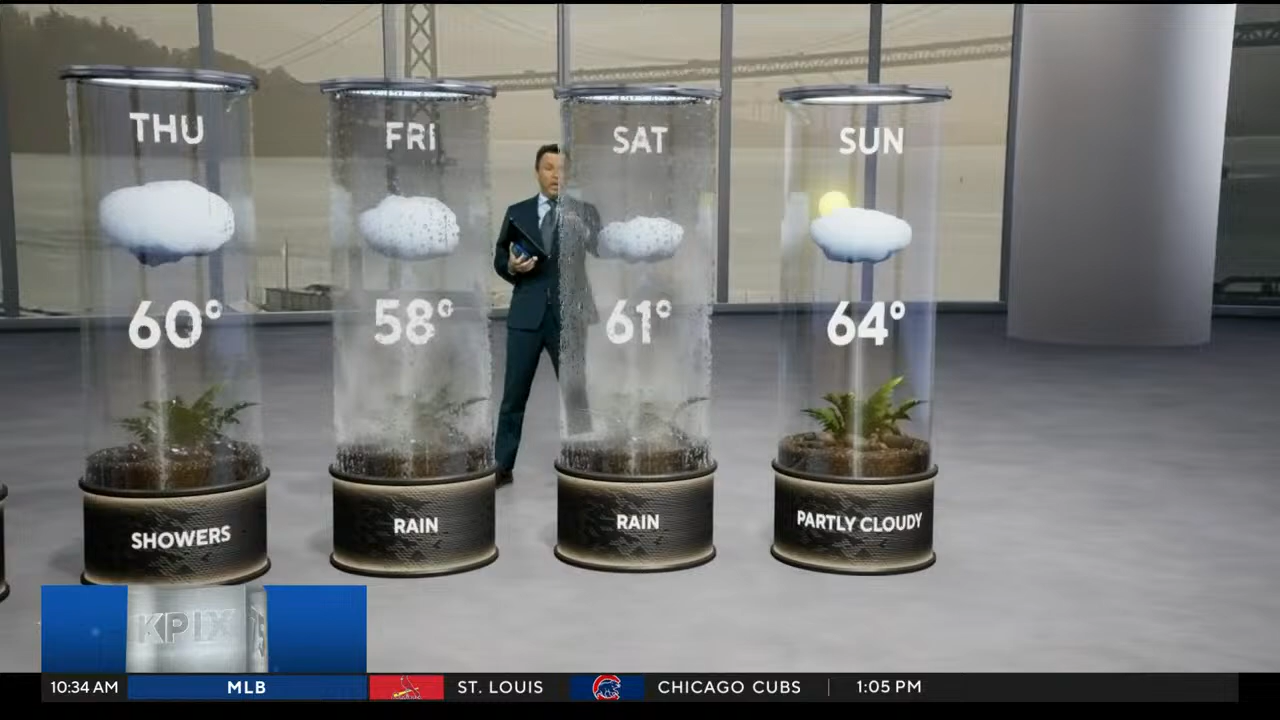 THU
FRI
SAT
SUN
60°
58°
61°
64°
SHOWERS
RAIN
RAIN
PARTLY CLOUDY
KPIX
10:34 AM MLB ST. LOUIS CHICAGO CUBS 1:05 PM